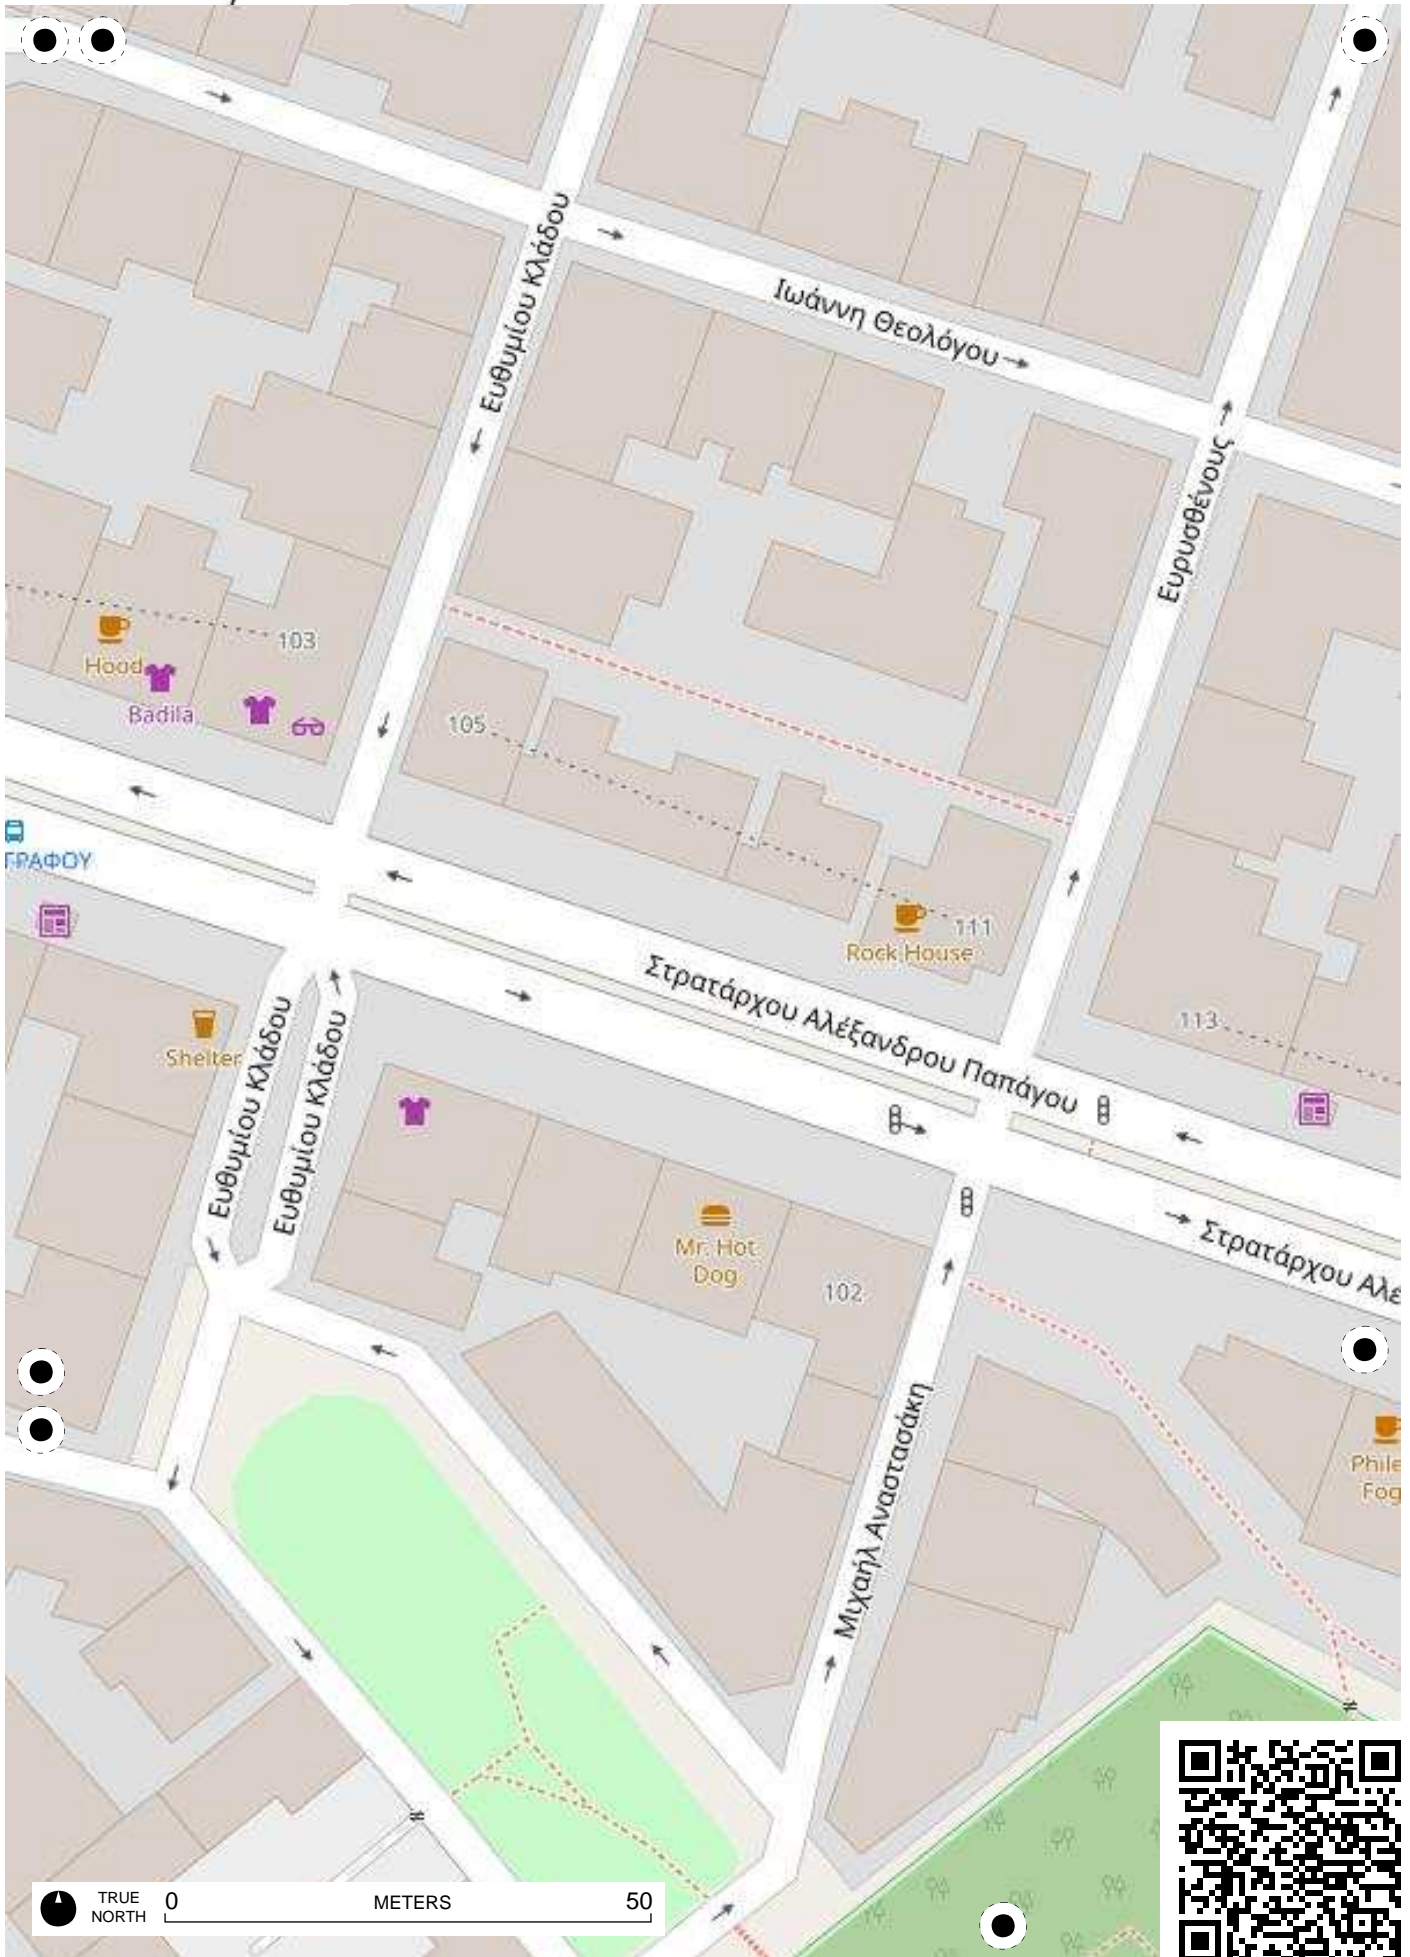 Ευθυμίου Κλάδου
Ιωάννη Θεολόγου
Ευρυσθένους
103
Hood
Badila
105
ΓΡΑΦΟΥ
111
Rock House
Στρατάρχου Αλέξανδρου Παπάγου
113
Shelter
Ευθυμίου Κλάδου
Ευθυμίου Κλάδου
Στρατάρχου Αλέ
Mr. Hot
Dog
102
Μιχαήλ Αναστασάκη
Phile
Fog
TRUE
NORTH
0
METERS
50